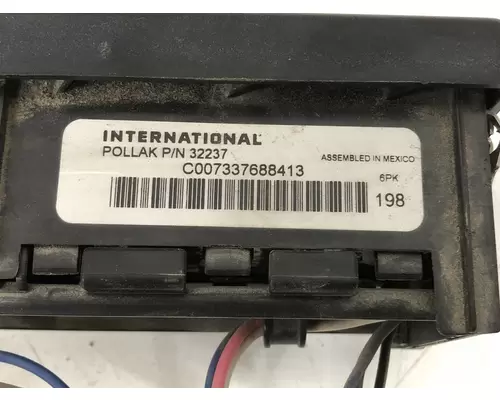 INTERNATIONAL
POLLAK P/N 32237
ASSEMBLED IN MEXICO
C007337688413
6PK
198